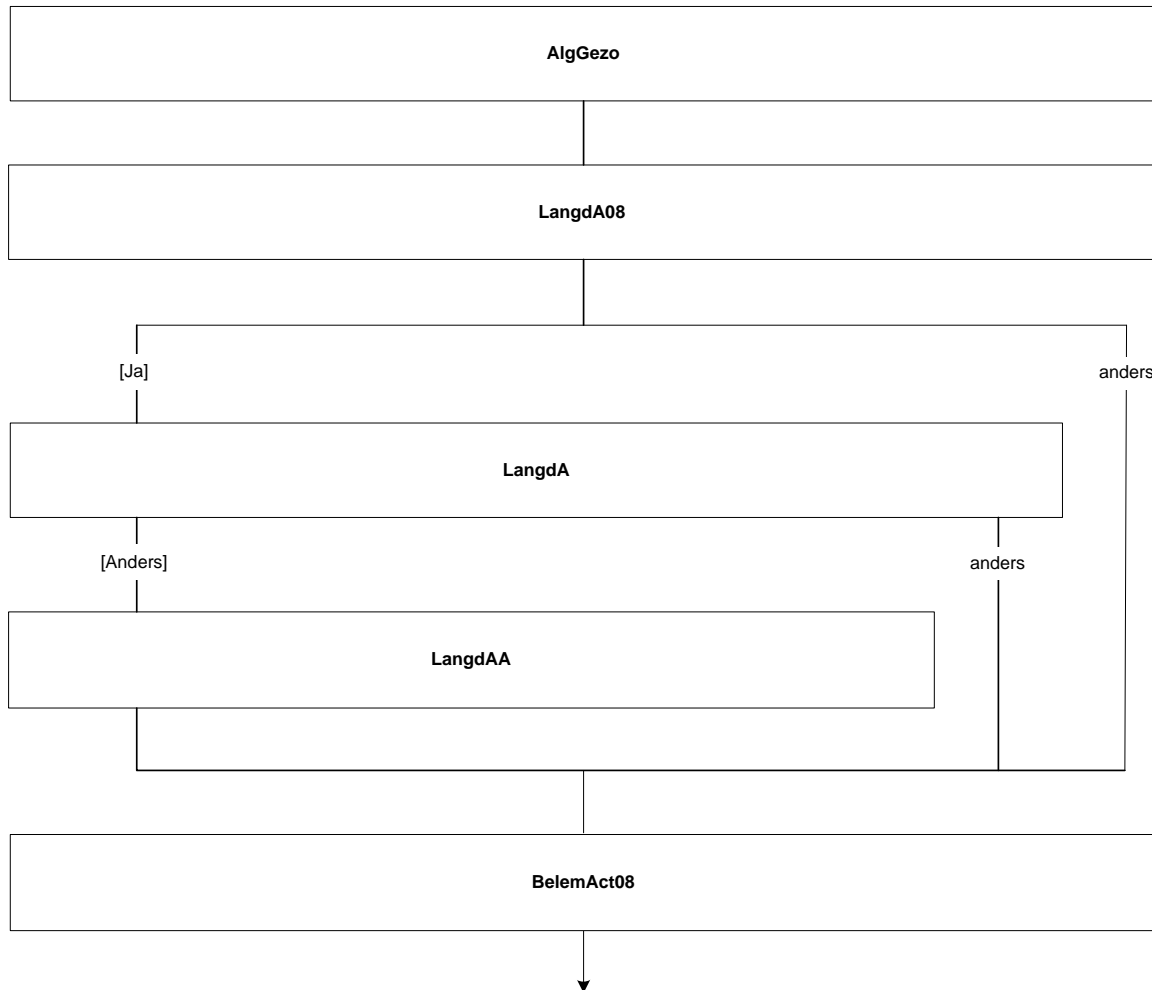 AlgGezo
LangdA08
[Ja]
anders
LangdA
[Anders]
anders
LangdAA
BelemAct08